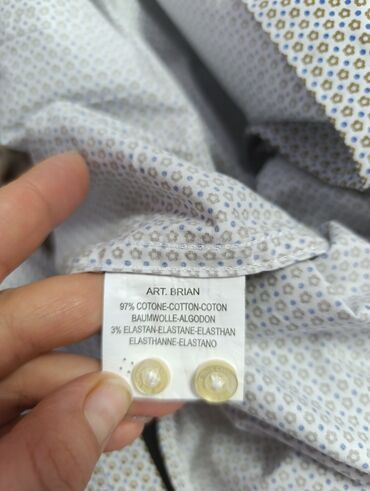 ART. BRIAN
97% COTONE-COTTON-COTON
BAUMWOLLE-ALGODON
3% ELASTAN-ELASTANE-ELASTHAN
ELASTHANNE-ELASTANO